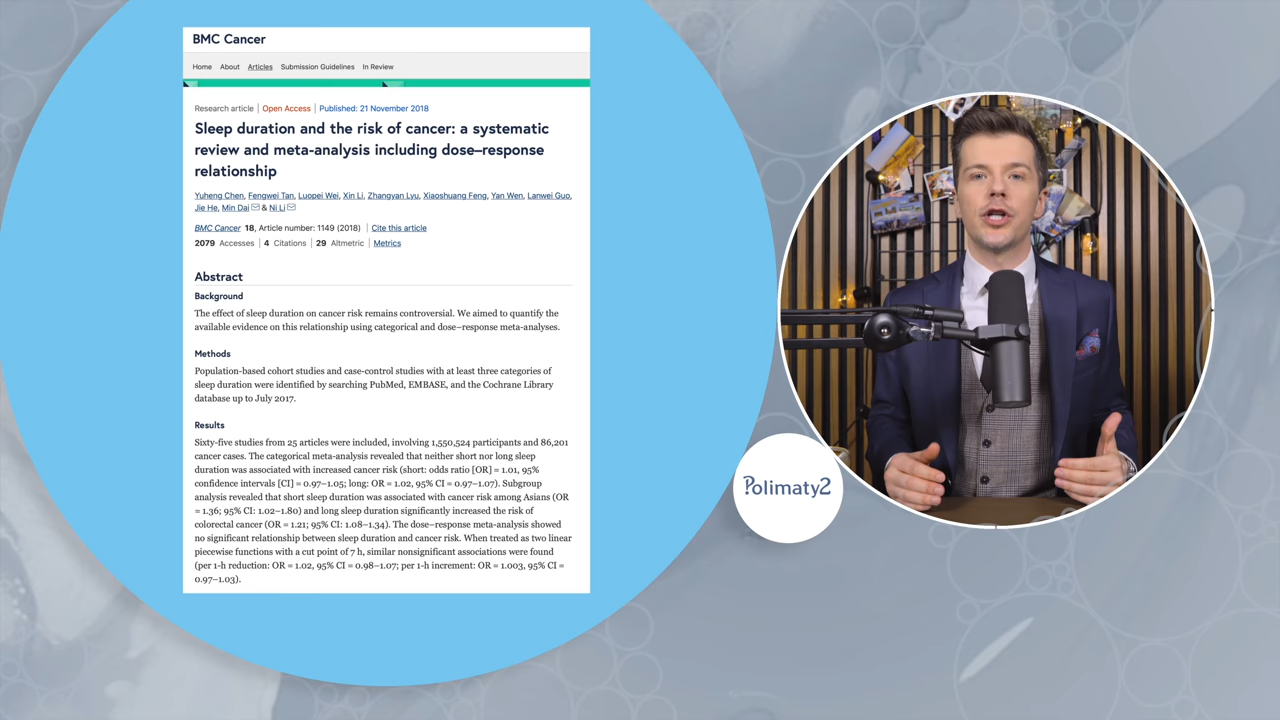 BMC Cancer
Home About Articles Submission Guidelines In Review
Research article | Open Access | Published: 21 November 2018
Sleep duration and the risk of cancer: a systematic
review and meta-analysis including dose–response
relationship
Yuheng Chen, Fengwei Tan, Luopei Wei, Xin Li, Zhangyan Lyu, Xiaoshuang Feng, Yan Wen, Lanwei Guo,
Jie He, Min Dai & Ni Li
BMC Cancer 18, Article number: 1149 (2018) | Cite this article
2079 Accesses | 4 Citations | 29 Altmetric | Metrics
Abstract
Background
The effect of sleep duration on cancer risk remains controversial. We aimed to quantify the
available evidence on this relationship using categorical and dose–response meta-analyses.
Methods
Population-based cohort studies and case-control studies with at least three categories of
sleep duration were identified by searching PubMed, EMBASE, and the Cochrane Library
database up to July 2017.
Results
Sixty-five studies from 25 articles were included, involving 1,550,524 participants and 86,201
cancer cases. The categorical meta-analysis revealed that neither short nor long sleep
duration was associated with increased cancer risk (short: odds ratio [OR] = 1.01, 95%
confidence intervals [CI] = 0.97–1.05; long: OR = 1.02, 95% CI = 0.97–1.07). Subgroup
analysis revealed that short sleep duration was associated with cancer risk among Asians (OR
= 1.36; 95% CI: 1.02–1.80) and long sleep duration significantly increased the risk of
colorectal cancer (OR = 1.21; 95% CI: 1.08–1.34). The dose–response meta-analysis showed
no significant relationship between sleep duration and cancer risk. When treated as two linear
piecewise functions with a cut point of 7 h, similar nonsignificant associations were found
(per 1-h reduction: OR = 1.02, 95% CI = 0.98–1.07; per 1-h increment: OR = 1.003, 95% CI =
0.97–1.03).
Polimaty2